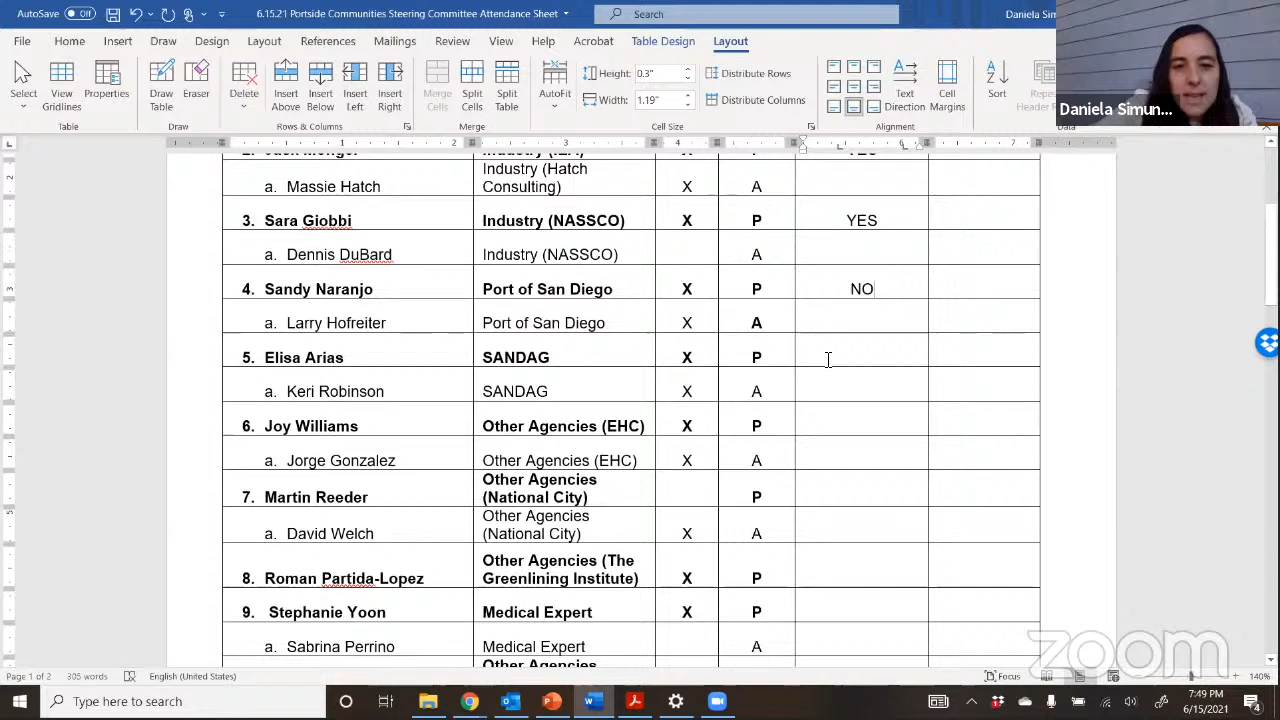 AutoSave Off
6.15.21 Portside Communities Steering Committee Attendance
Search
Daniela Sim
File Home Insert Draw Design Layout References Mailings Review View Help Acrobat Table Design Layout
Select View Gridlines Properties Draw Table Eraser Delete Insert Above Insert Below Insert Left Insert Right Merge Cells Split Cells Split Table AutoFit
Height: 0.3" Distribute Rows
Width: 1.19" Distribute Columns
Text Direction Cell Margins Sort Repeat Header R
Table Draw Rows & Columns Merge Cell Size Alignment Data
Daniela Simun...
a. Massie Hatch Industry (Hatch Consulting) X A
3. Sara Giobbi Industry (NASSCO) X P YES
a. Dennis DuBard Industry (NASSCO) A
4. Sandy Naranjo Port of San Diego X P NO
a. Larry Hofreiter Port of San Diego X A
5. Elisa Arias SANDAG X P
a. Keri Robinson SANDAG X A
6. Joy Williams Other Agencies (EHC) X P
a. Jorge Gonzalez Other Agencies (EHC) X A
7. Martin Reeder Other Agencies (National City) P
a. David Welch Other Agencies (National City) X A
8. Roman Partida-Lopez Other Agencies (The Greenlining Institute) X P
9. Stephanie Yoon Medical Expert X P
a. Sabrina Perrino Medical Expert A
Other Agencies
zoom
Page 1 of 2 305 words English (United States) Focus 140%
Type here to search
7:49 PM
6/15/2021
4